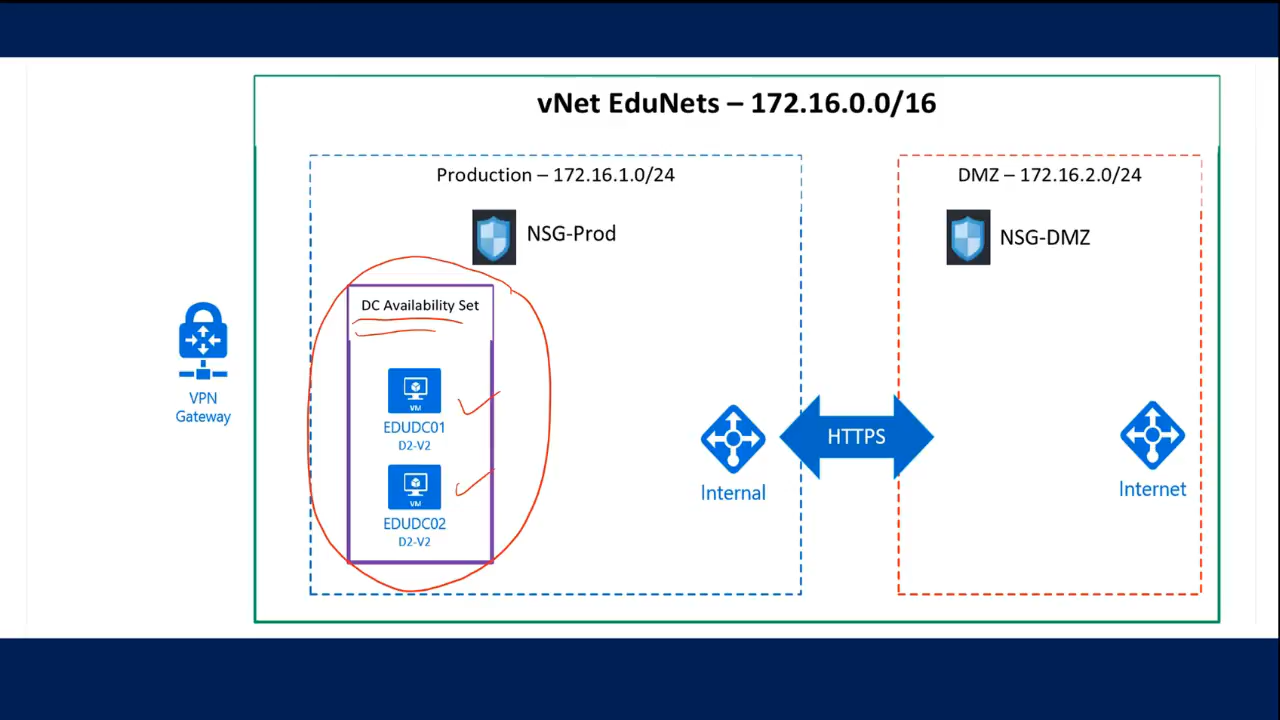 vNet EduNets – 172.16.0.0/16
Production – 172.16.1.0/24
DMZ – 172.16.2.0/24
NSG-Prod
NSG-DMZ
DC Availability Set
VM
EDUDC01
D2-V2
VM
EDUDC02
D2-V2
VPN
Gateway
Internal
HTTPS
Internet